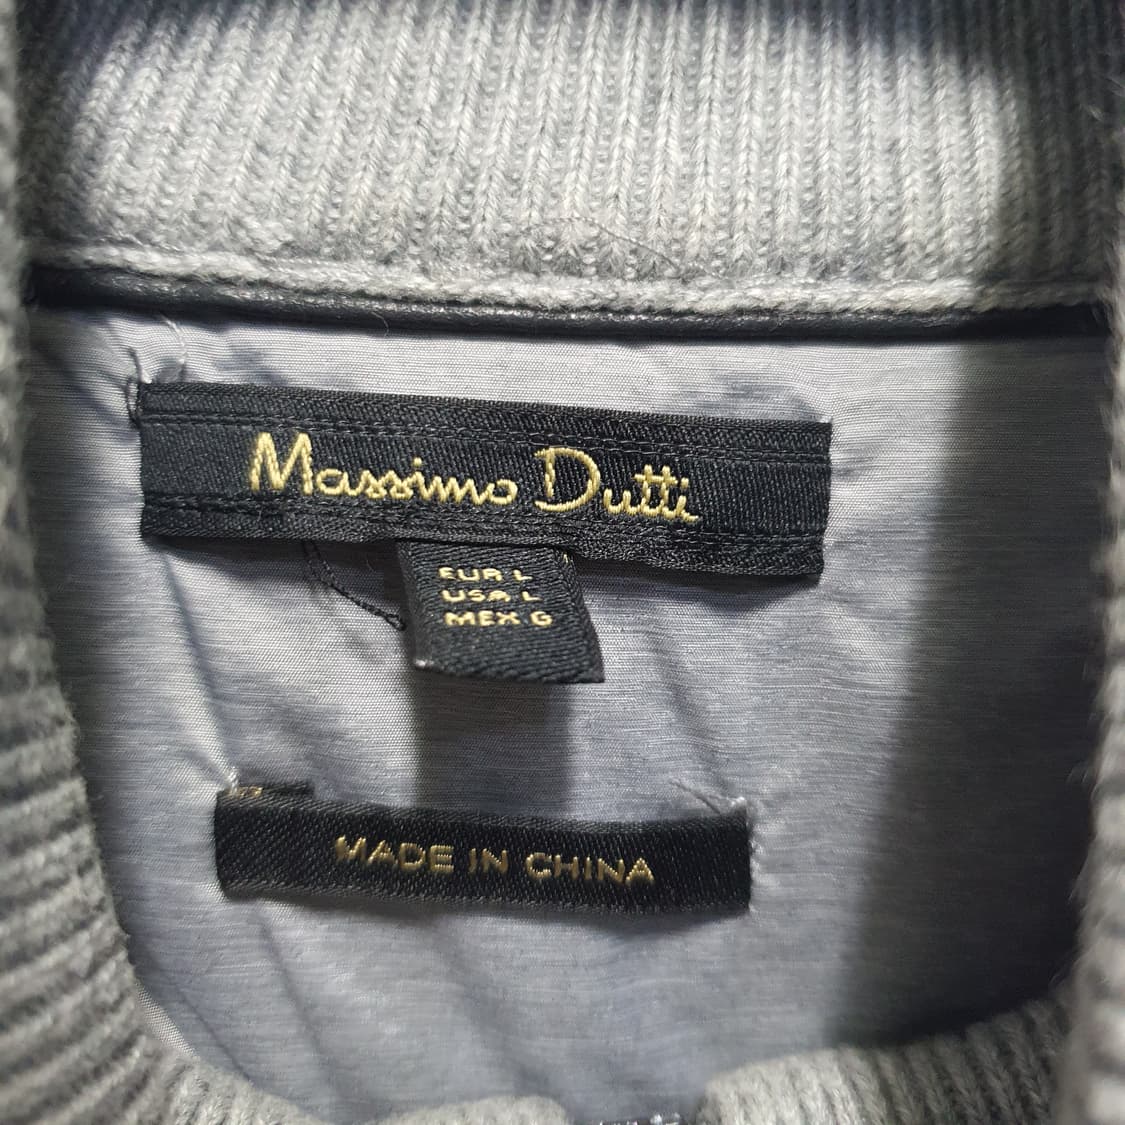 Massimo Dutti
EUR L
USA L
MEX G
MADE IN CHINA